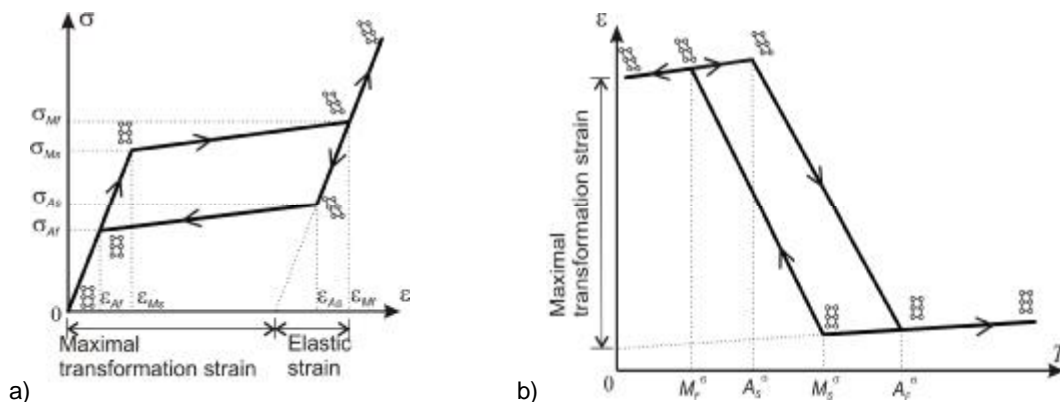 σ
σMf
σMs
σAs
σAf
0
εAf
εMs
εAs
εMf
ε
Maximal
transformation strain
Elastic
strain
a)
ε
Maximal
transformation strain
0
Mfσ
Asσ
Msσ
Afσ
T
b)